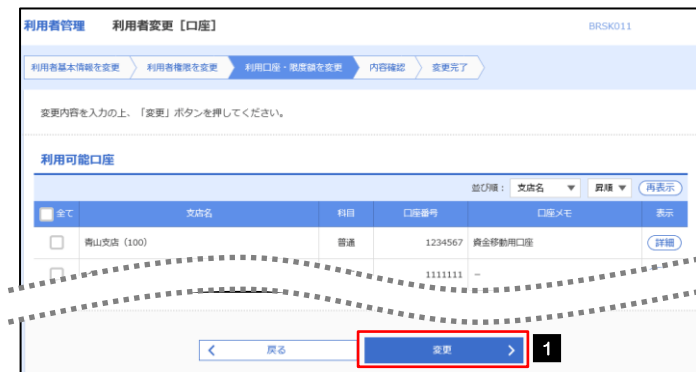 利用者管理 利用者変更［口座］ BRSK011
利用者基本情報を変更 利用者権限を変更 利用口座・限度額を変更 内容確認 変更完了
変更内容を入力の上、「変更」ボタンを押してください。
利用可能口座
並び順： 支店名 ▼ 昇順 ▼ 再表示
全て 支店名 科目 口座番号 口座メモ 表示
青山支店（100） 普通 1234567 資金移動用口座 詳細
1111111 －
戻る 変更 1